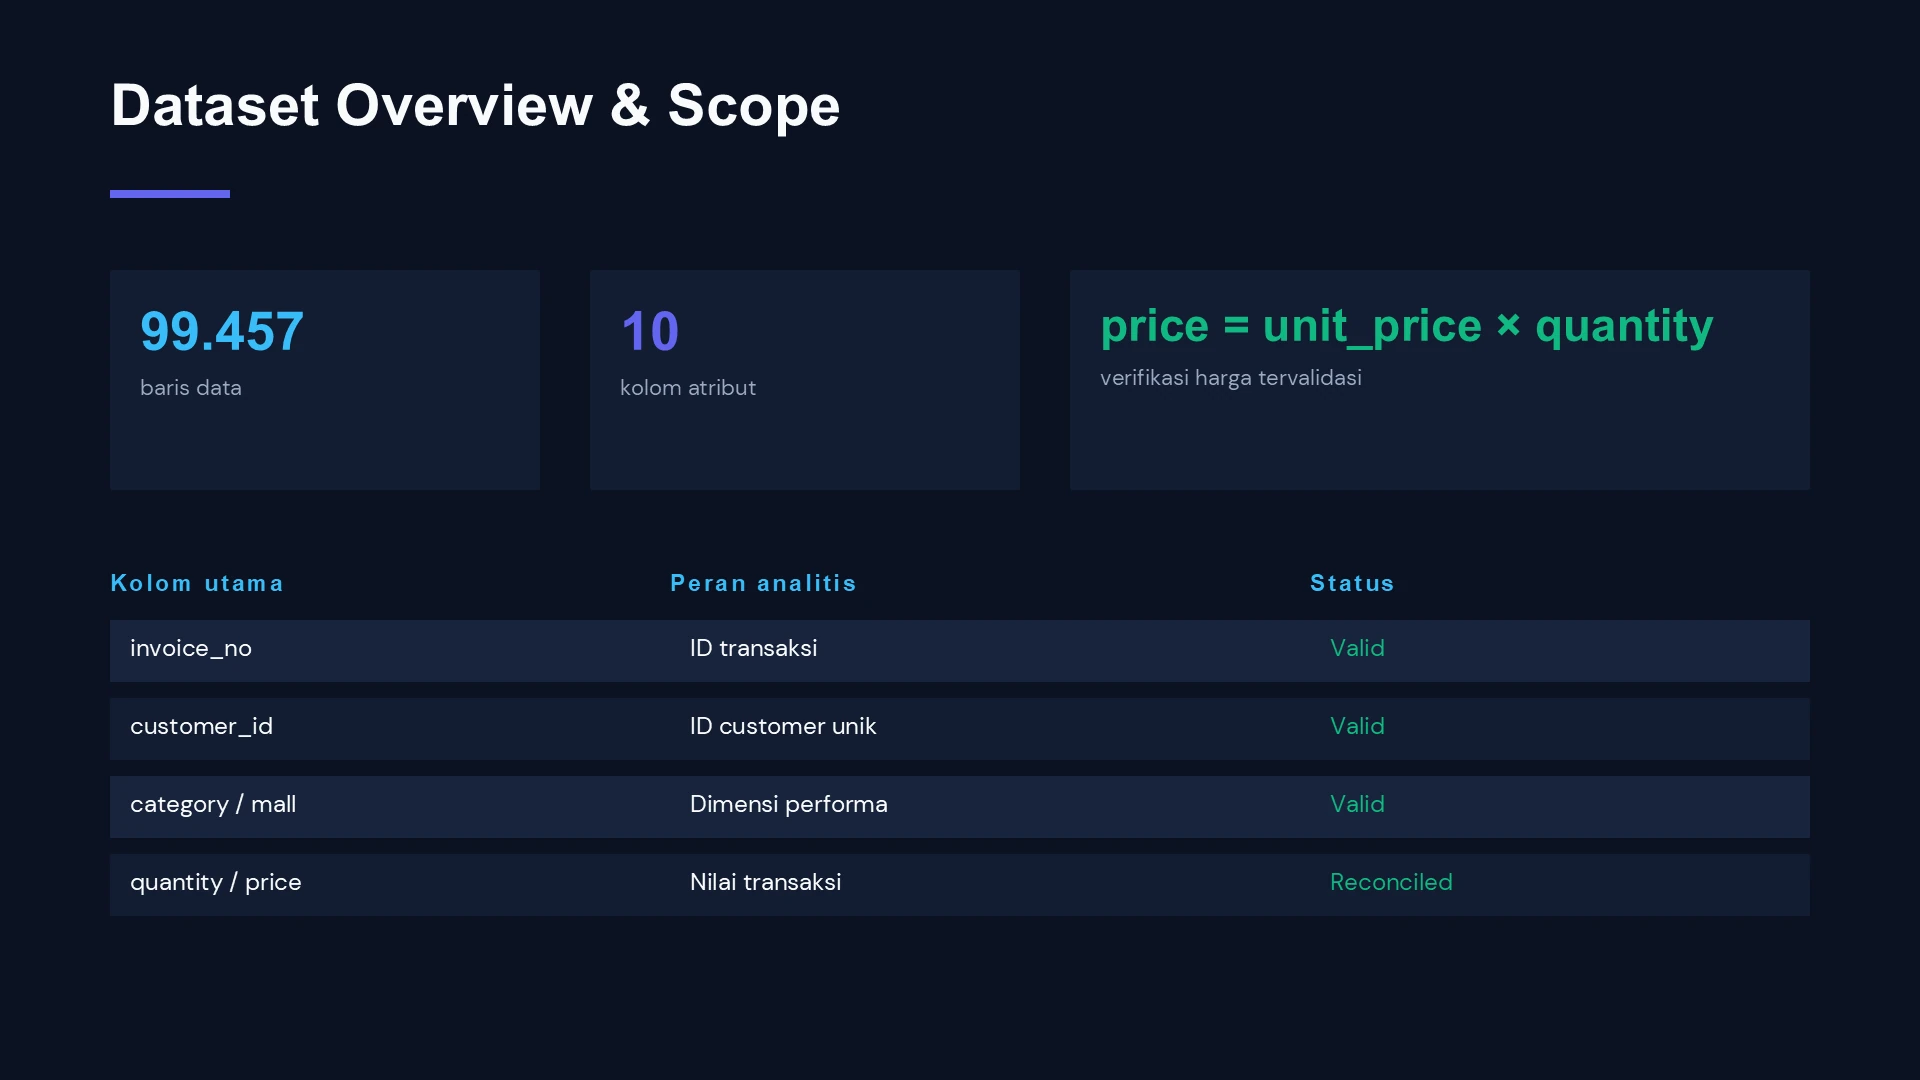 Dataset Overview & Scope
99.457
baris data
10
kolom atribut
price = unit_price × quantity
verifikasi harga tervalidasi
Kolom utama Peran analitis Status
invoice_no ID transaksi Valid
customer_id ID customer unik Valid
category / mall Dimensi performa Valid
quantity / price Nilai transaksi Reconciled